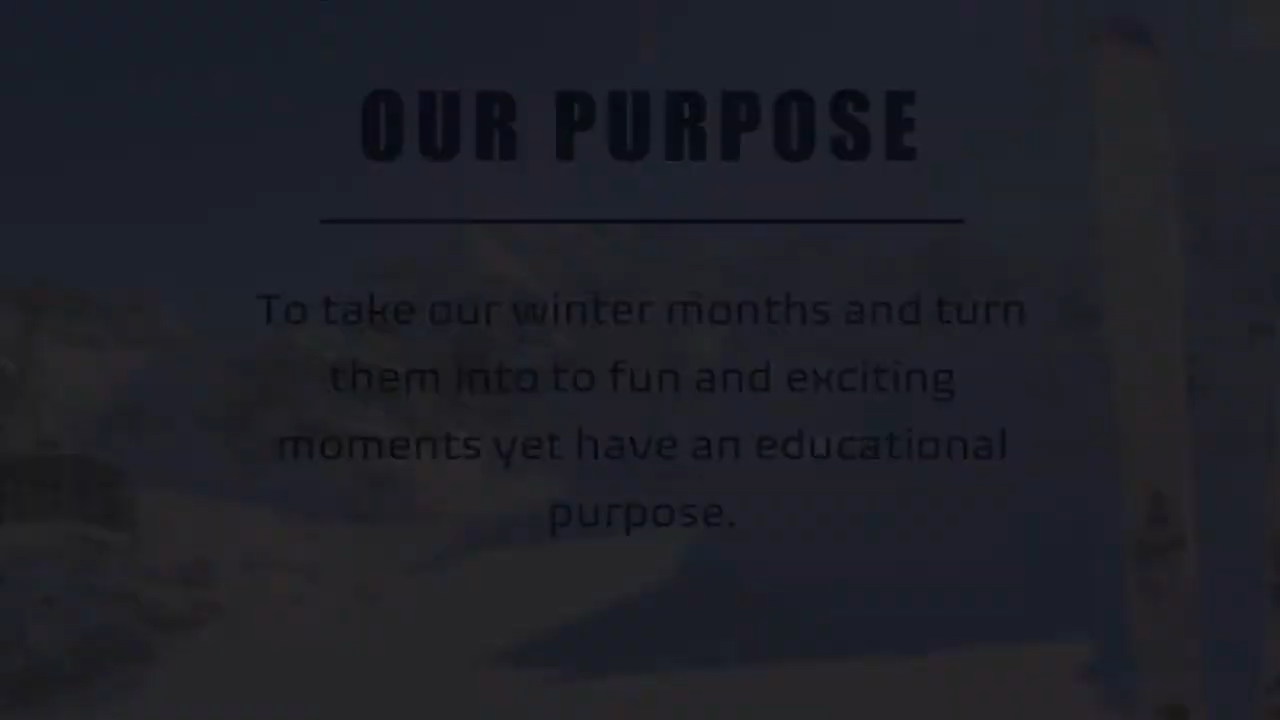 OUR PURPOSE
To take our winter months and turn
them into to fun and exciting
moments yet have an educational
purpose.